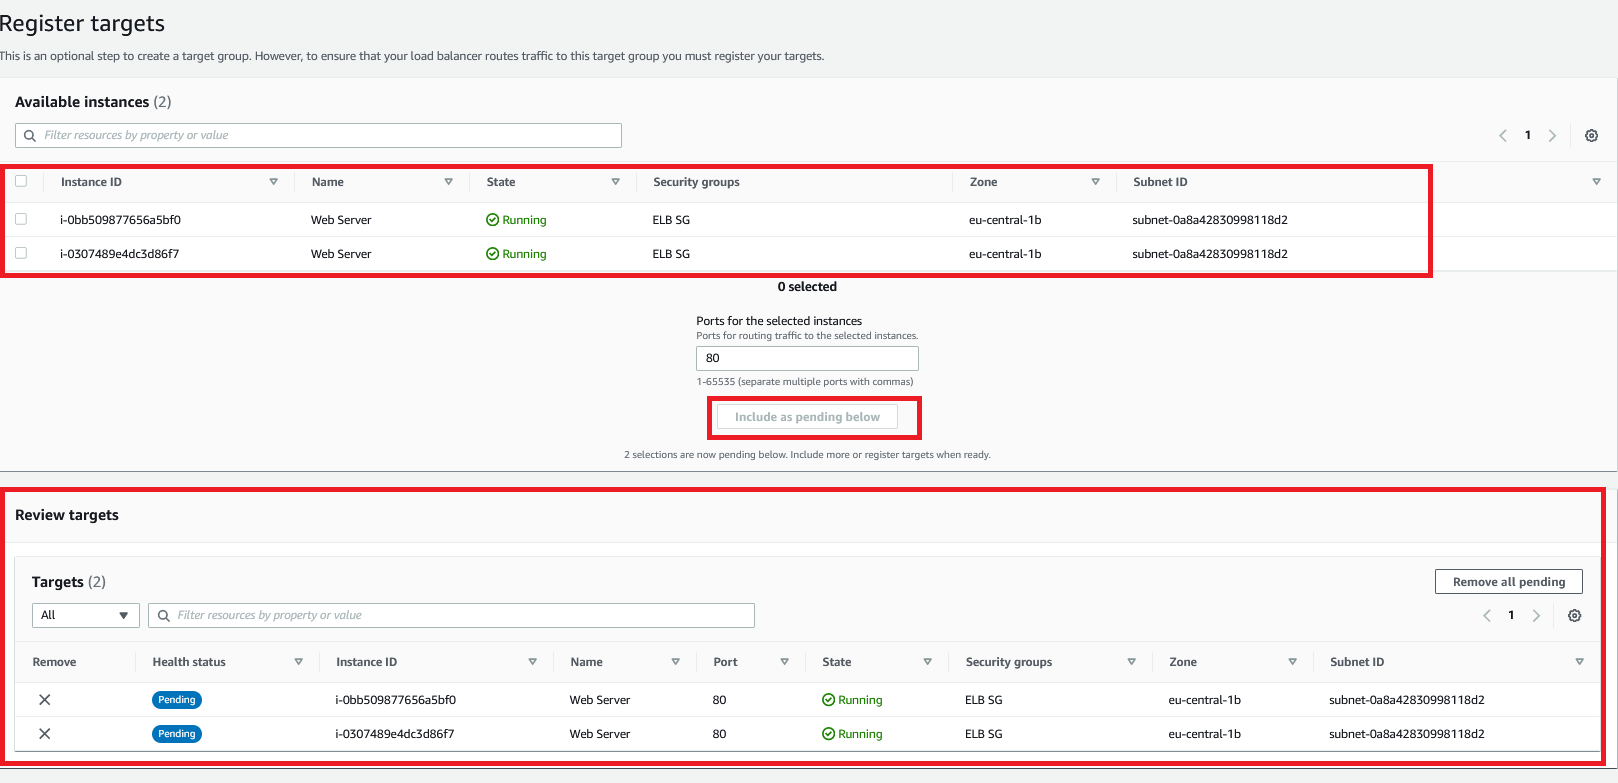 Register targets
This is an optional step to create a target group. However, to ensure that your load balancer routes traffic to this target group you must register your targets.
Available instances (2)
Filter resources by property or value
1
Instance ID Name State Security groups Zone Subnet ID
i-0bb509877656a5bf0 Web Server Running ELB SG eu-central-1b subnet-0a8a42830998118d2
i-0307489e4dc3d86f7 Web Server Running ELB SG eu-central-1b subnet-0a8a42830998118d2
0 selected
Ports for the selected instances
Ports for routing traffic to the selected instances.
80
1-65535 (separate multiple ports with commas)
Include as pending below
2 selections are now pending below. Include more or register targets when ready.
Review targets
Targets (2)
Remove all pending
All Filter resources by property or value
1
Remove Health status Instance ID Name Port State Security groups Zone Subnet ID
Pending i-0bb509877656a5bf0 Web Server 80 Running ELB SG eu-central-1b subnet-0a8a42830998118d2
Pending i-0307489e4dc3d86f7 Web Server 80 Running ELB SG eu-central-1b subnet-0a8a42830998118d2